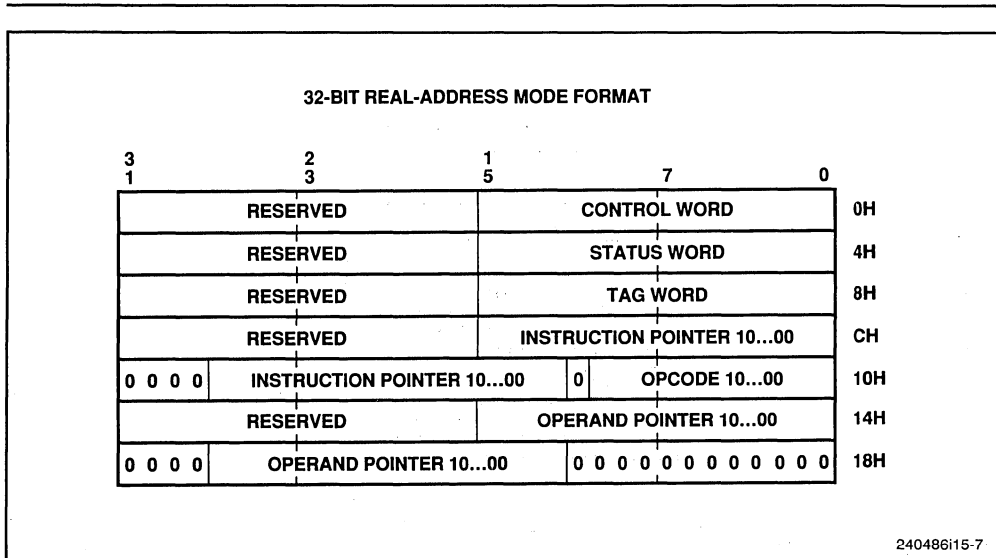 32-BIT REAL-ADDRESS MODE FORMAT
3 2 1
1 3 5 7 0
RESERVED CONTROL WORD 0H
RESERVED STATUS WORD 4H
RESERVED TAG WORD 8H
RESERVED INSTRUCTION POINTER 10...00 CH
0 0 0 0 INSTRUCTION POINTER 10...00 0 OPCODE 10...00 10H
RESERVED OPERAND POINTER 10...00 14H
0 0 0 0 OPERAND POINTER 10...00 0 0 0 0 0 0 0 0 0 0 0 0 18H
240486i15-7